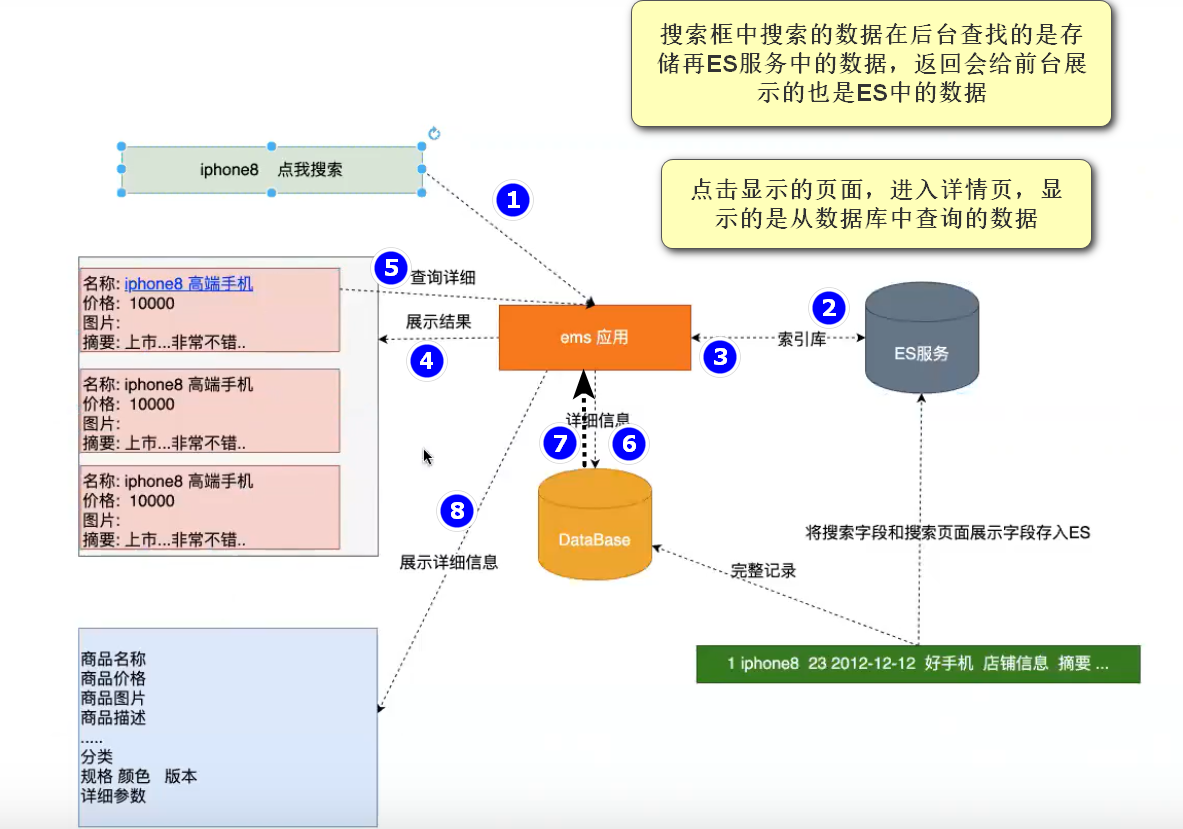 搜索框中搜索的数据在后台查找的是存
储再ES服务中的数据，返回会给前台展
示的也是ES中的数据
iphone8 点我搜索
1
点击显示的页面，进入详情页，显
示的是从数据库中查询的数据
5
查询详细
名称: iphone8 高端手机
价格: 10000
图片:
摘要: 上市...非常不错..
展示结果
4
ems 应用
3
2
索引库
ES服务
名称: iphone8 高端手机
价格: 10000
图片:
摘要: 上市...非常不错..
详细信息
7
6
名称: iphone8 高端手机
价格: 10000
图片:
摘要: 上市...非常不错..
8
DataBase
将搜索字段和搜索页面展示字段存入ES
展示详细信息
完整记录
1 iphone8 23 2012-12-12 好手机 店铺信息 摘要 ...
商品名称
商品价格
商品图片
商品描述
.....
分类
规格 颜色 版本
详细参数